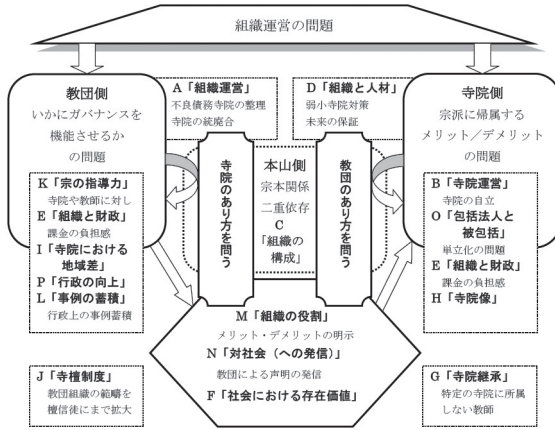 組織運営の問題
教団側
いかにガバナンスを
機能させるか
の問題
K「宗の指導力」
寺院や教師に対し
E「組織と財政」
課金の負担感
I「寺院における
地域差」
P「行政の向上」
L「事例の蓄積」
行政上の事例蓄積
A「組織運営」
不良債務寺院の整理
寺院の統廃合
D「組織と人材」
弱小寺院対策
未来の保証
寺院のあり方を問う
本山側
宗本関係
二重依存
C
「組織の
構成」
教団のあり方を問う
寺院側
宗派に帰属する
メリット/デメリット
の問題
B「寺院運営」
寺院の自立
O「包括法人と
被包括」
単立化の問題
E「組織と財政」
課金の負担感
H「寺院像」
M「組織の役割」
メリット・デメリットの明示
N「対社会（への発信）」
教団による声明の発信
F「社会における存在価値」
J「寺檀制度」
教団組織の範疇を
檀信徒にまで拡大
G「寺院継承」
特定の寺院に所属
しない教師